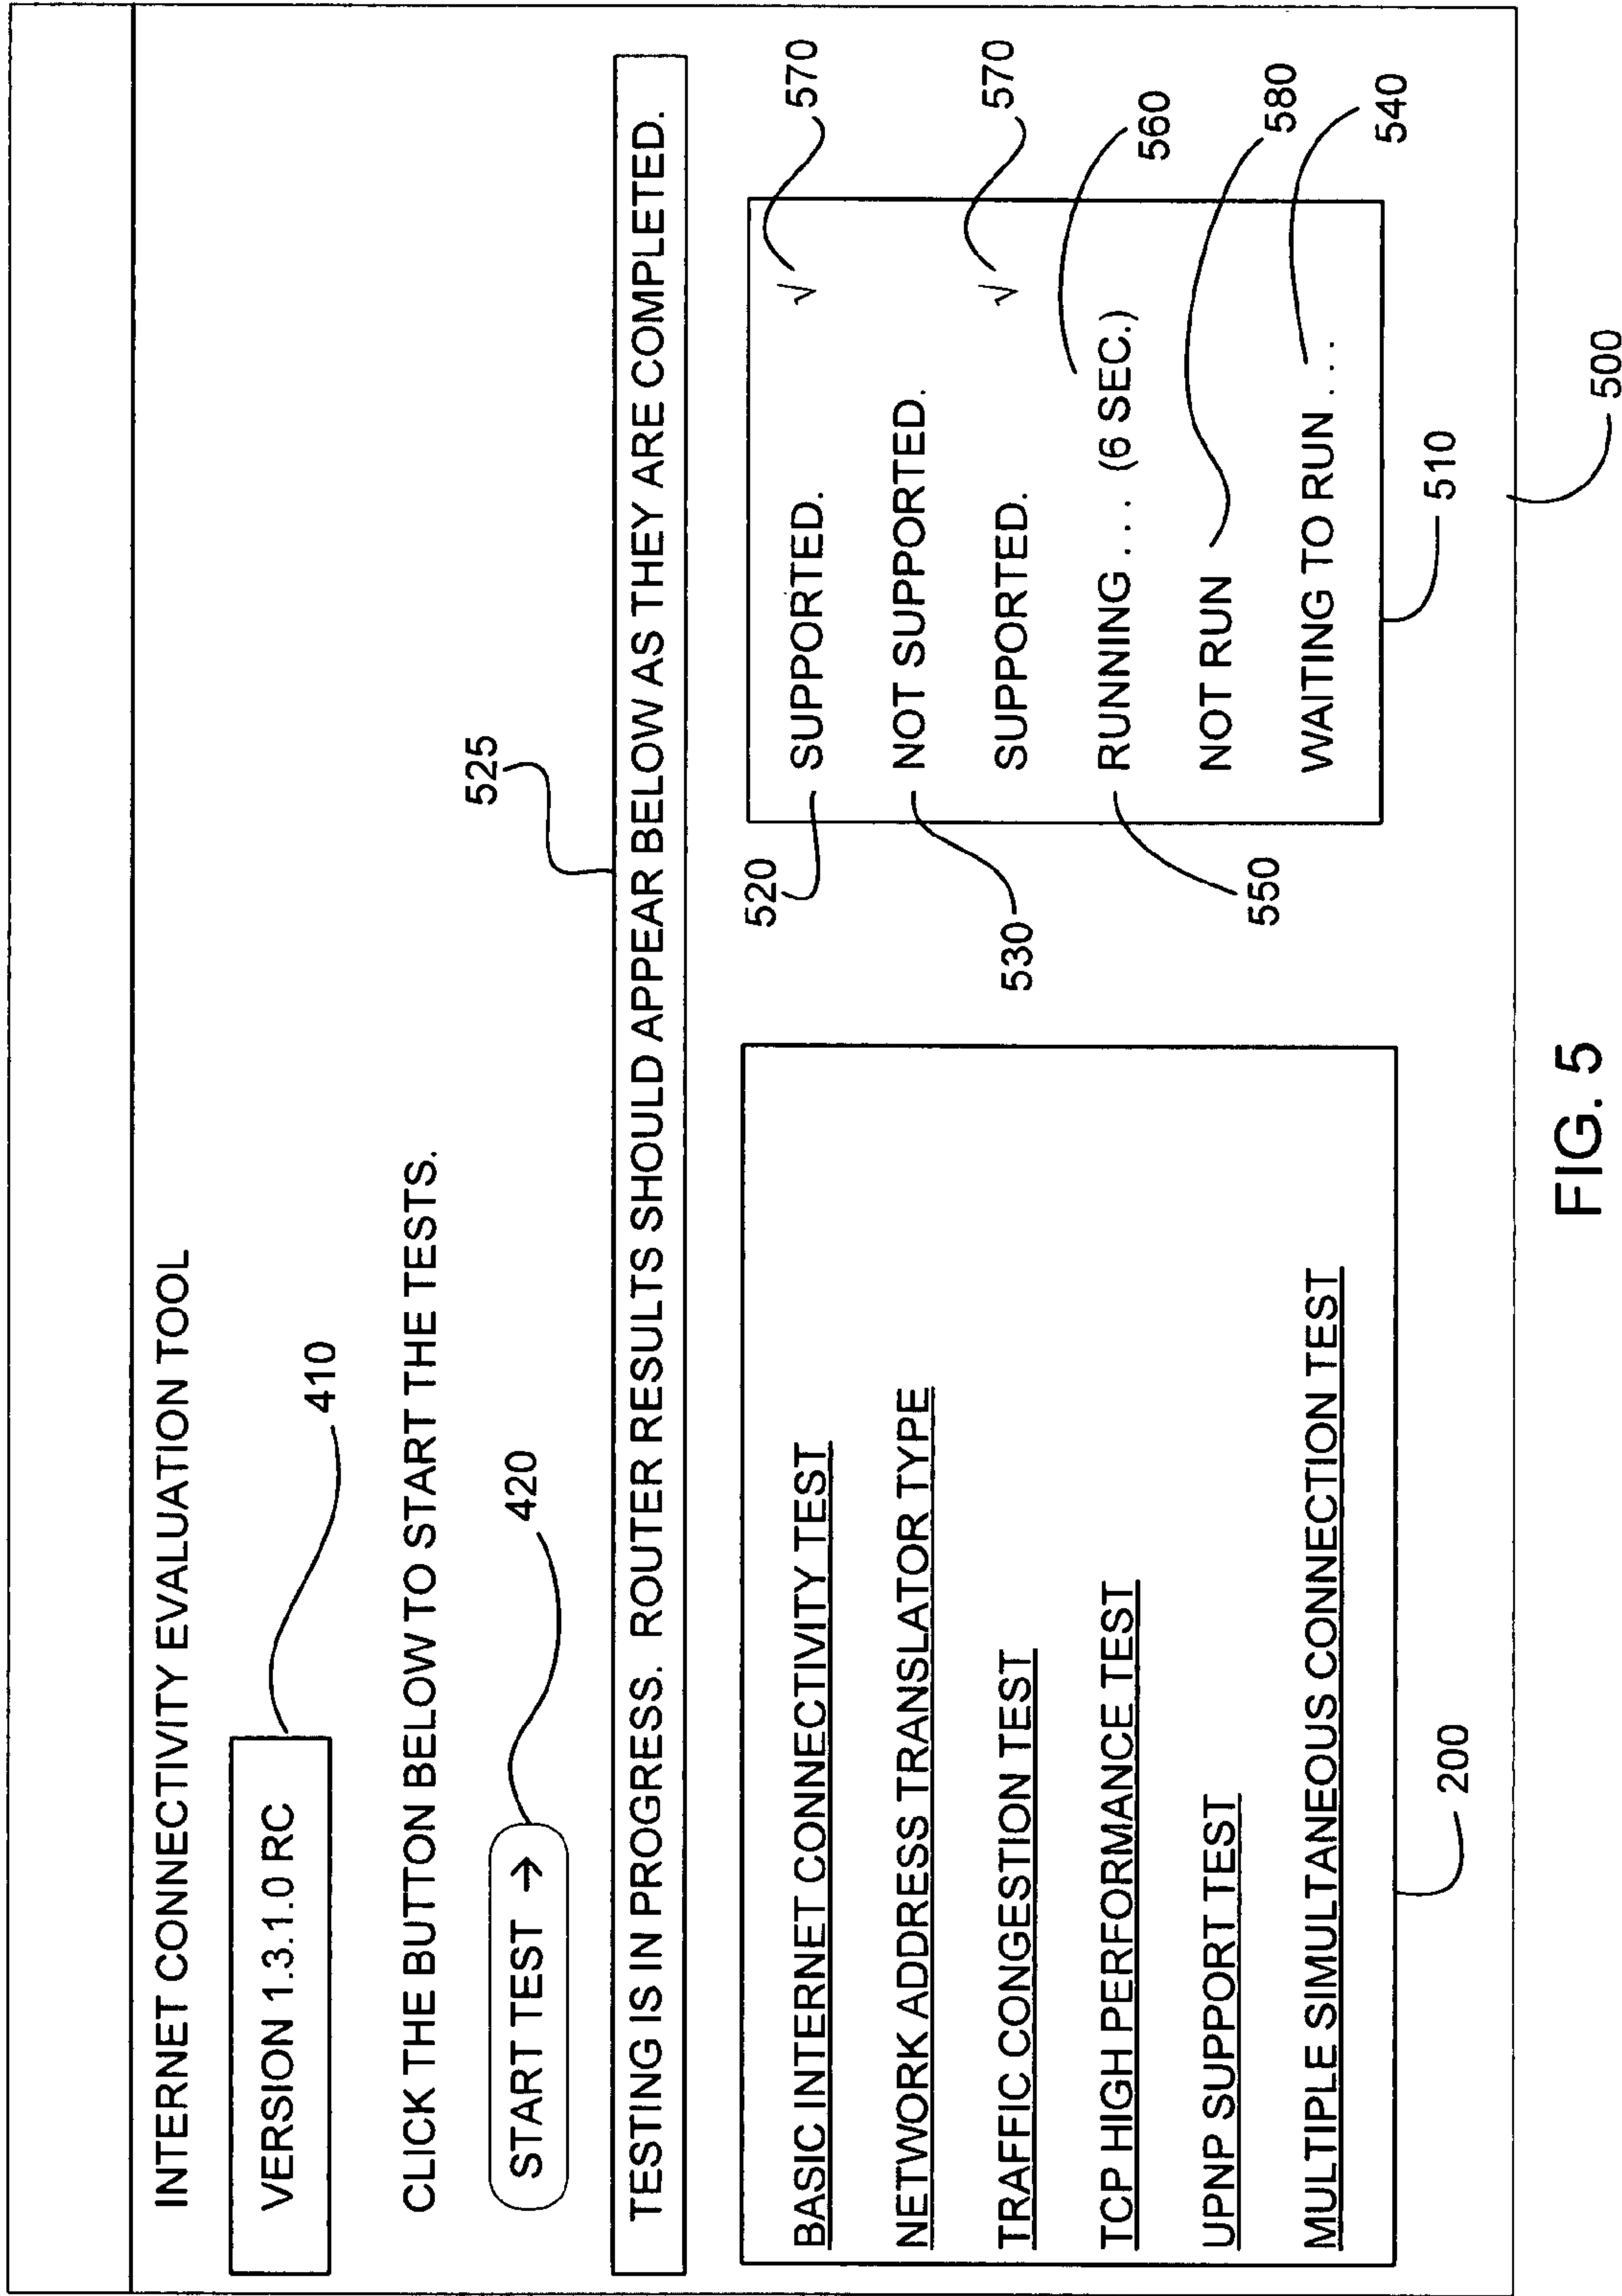 INTERNET CONNECTIVITY EVALUATION TOOL
VERSION 1.3.1.0 RC
410
CLICK THE BUTTON BELOW TO START THE TESTS.
START TEST →
420
525
TESTING IS IN PROGRESS. ROUTER RESULTS SHOULD APPEAR BELOW AS THEY ARE COMPLETED.
BASIC INTERNET CONNECTIVITY TEST
520
SUPPORTED.
√
570
NETWORK ADDRESS TRANSLATOR TYPE
530
NOT SUPPORTED.
TRAFFIC CONGESTION TEST
SUPPORTED.
√
570
TCP HIGH PERFORMANCE TEST
550
RUNNING . . . (6 SEC.)
560
UPNP SUPPORT TEST
NOT RUN
580
MULTIPLE SIMULTANEOUS CONNECTION TEST
WAITING TO RUN . . .
540
200
510
500
FIG. 5